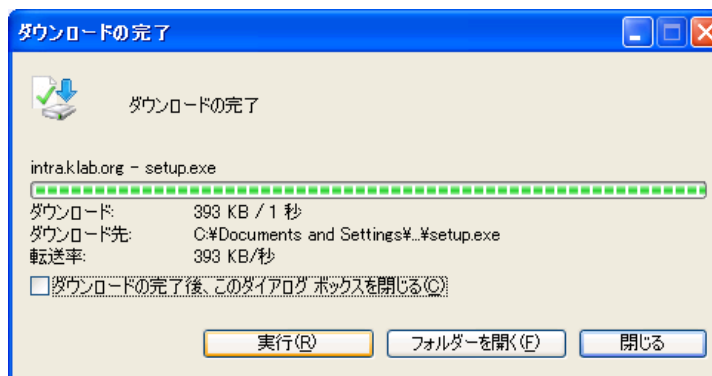 ダウンロードの完了
ダウンロードの完了
intra.klab.org - setup.exe
ダウンロード: 393 KB / 1 秒
ダウンロード先: C:¥Documents and Settings¥...¥setup.exe
転送率: 393 KB/秒
ダウンロードの完了後、このダイアログ ボックスを閉じる(C)
実行(R) フォルダーを開く(F) 閉じる